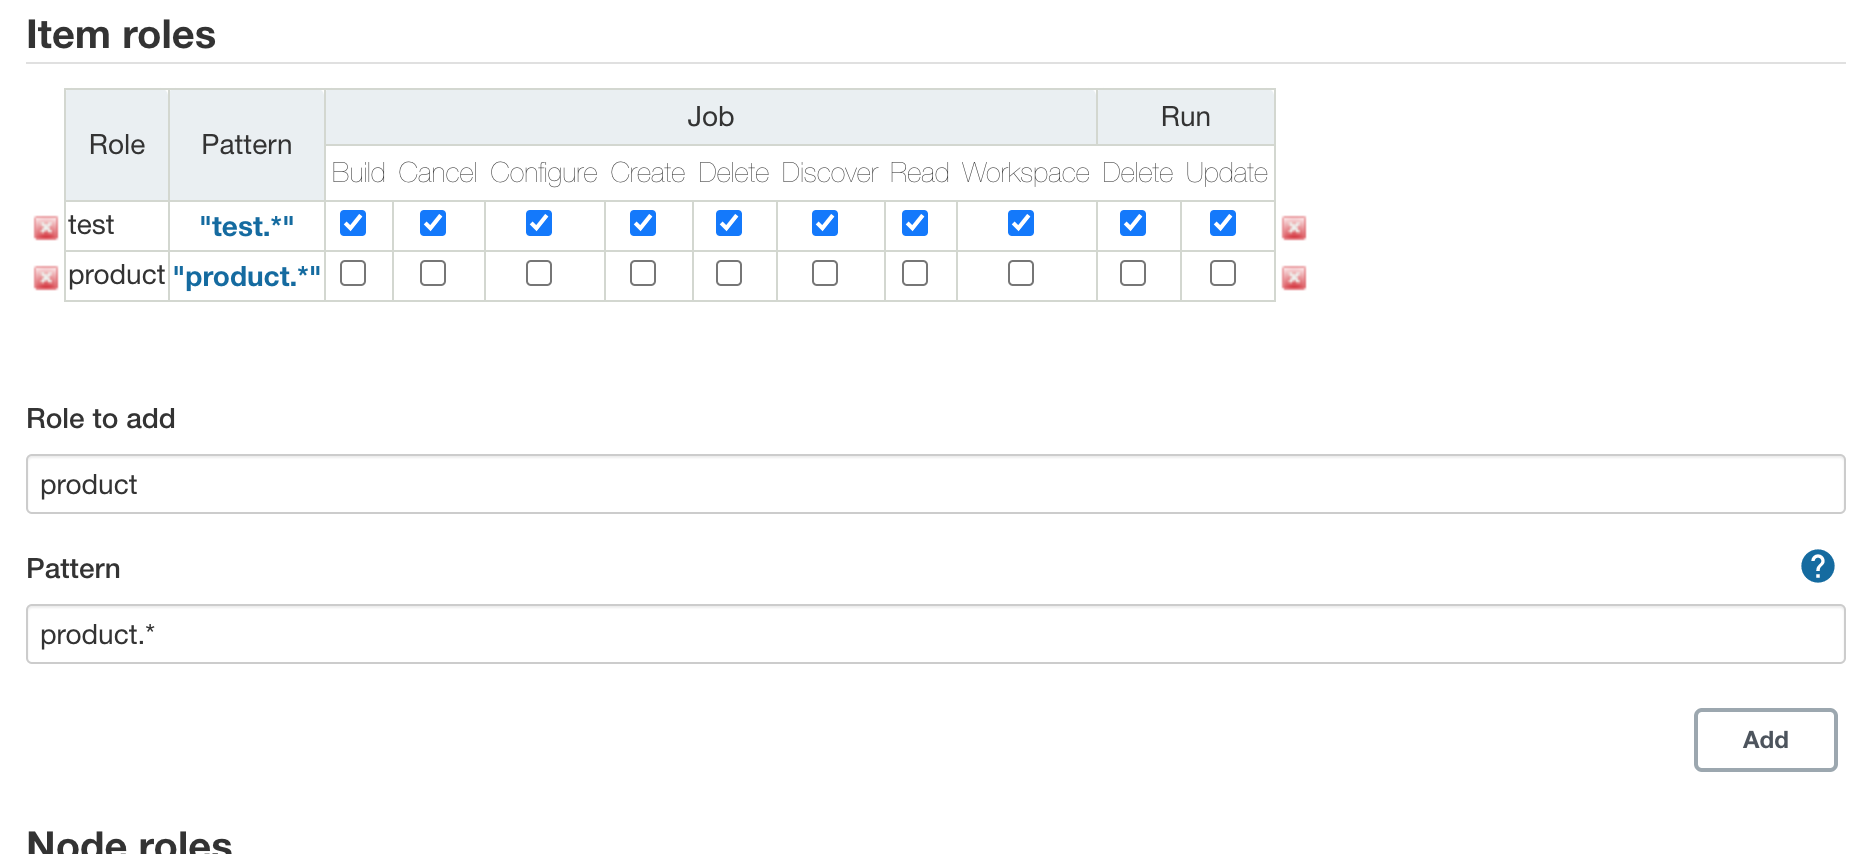 Item roles
Role Pattern Job Run
Build Cancel Configure Create Delete Discover Read Workspace Delete Update
test "test.*"
product "product.*"
Role to add
product
Pattern
?
product.*
Add
Node roles